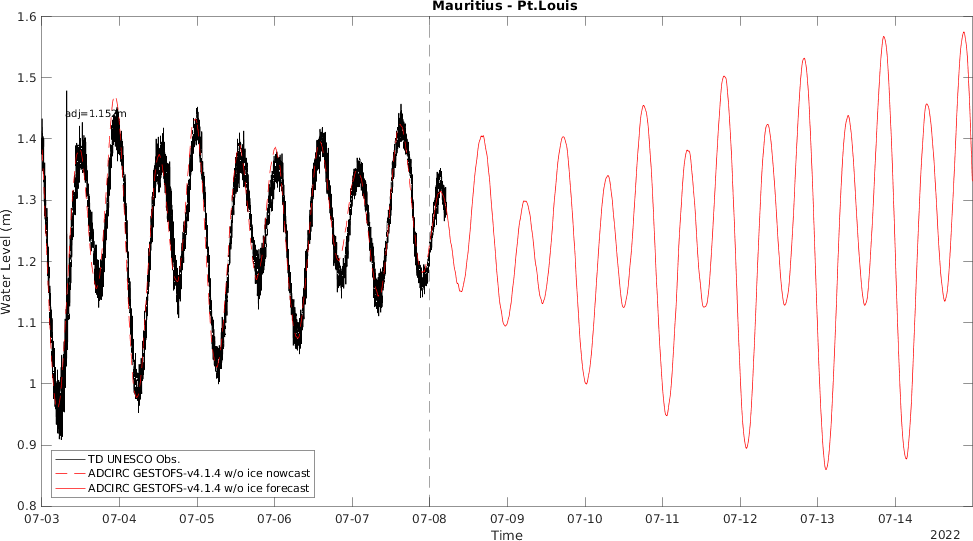 Mauritius - Pt.Louis
1.6
1.5
1.4
1.3
1.2
1.1
1
0.9
0.8
Water Level (m)
adj=1.152m
TD UNESCO Obs.
ADCIRC GESTOFS-v4.1.4 w/o ice nowcast
ADCIRC GESTOFS-v4.1.4 w/o ice forecast
07-03 07-04 07-05 07-06 07-07 07-08 07-09 07-10 07-11 07-12 07-13 07-14
Time
2022